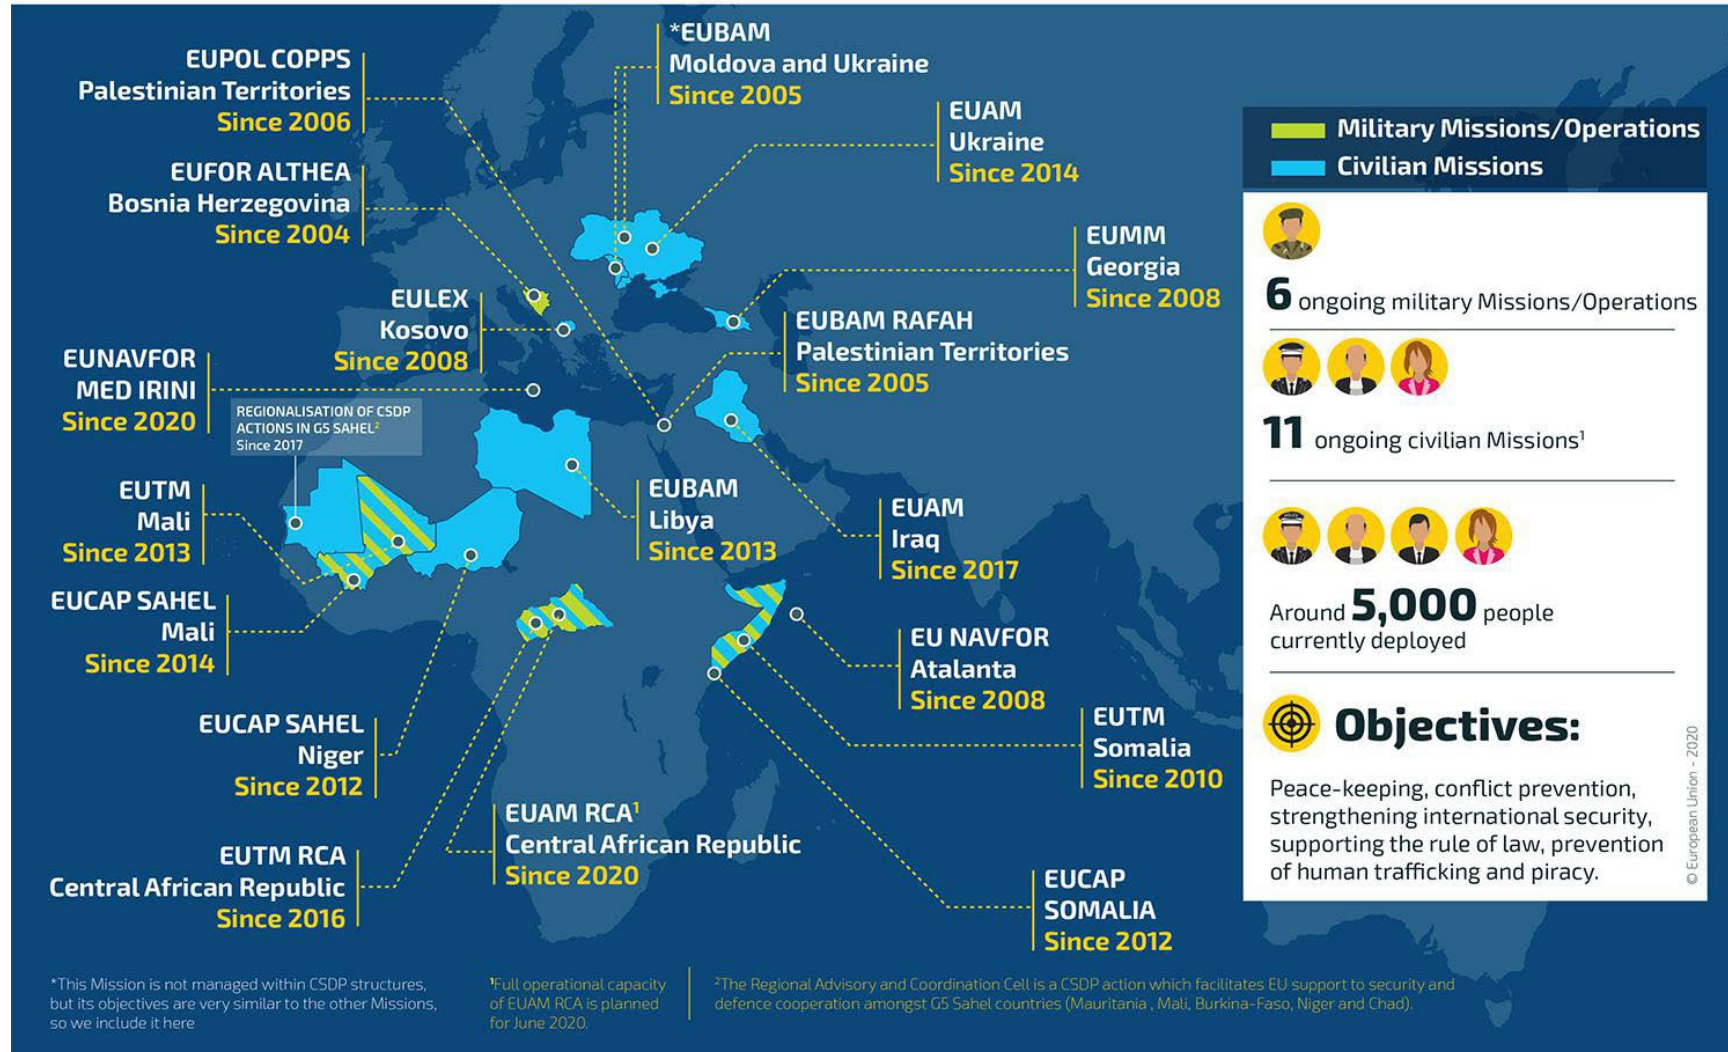 EUPOL COPPS
Palestinian Territories
Since 2006
*EUBAM
Moldova and Ukraine
Since 2005
EUAM
Ukraine
Since 2014
EUFOR ALTHEA
Bosnia Herzegovina
Since 2004
EUMM
Georgia
Since 2008
EULEX
Kosovo
Since 2008
EUBAM RAFAH
Palestinian Territories
Since 2005
EUNAVFOR
MED IRINI
Since 2020
REGIONALISATION OF CSDP
ACTIONS IN G5 SAHEL²
Since 2017
EUTM
Mali
Since 2013
EUBAM
Libya
Since 2013
EUAM
Iraq
Since 2017
EUCAP SAHEL
Mali
Since 2014
EU NAVFOR
Atalanta
Since 2008
EUCAP SAHEL
Niger
Since 2012
EUTM
Somalia
Since 2010
EUAM RCA¹
Central African Republic
Since 2020
EUTM RCA
Central African Republic
Since 2016
EUCAP
SOMALIA
Since 2012
Military Missions/Operations
Civilian Missions
6 ongoing military Missions/Operations
11 ongoing civilian Missions¹
POLICE
Around 5,000 people
currently deployed
Objectives:
Peace-keeping, conflict prevention,
strengthening international security,
supporting the rule of law, prevention
of human trafficking and piracy.
© European Union - 2020
*This Mission is not managed within CSDP structures,
but its objectives are very similar to the other Missions,
so we include it here
¹Full operational capacity
of EUAM RCA is planned
for June 2020.
²The Regional Advisory and Coordination Cell is a CSDP action which facilitates EU support to security and
defence cooperation amongst G5 Sahel countries (Mauritania , Mali, Burkina-Faso, Niger and Chad).